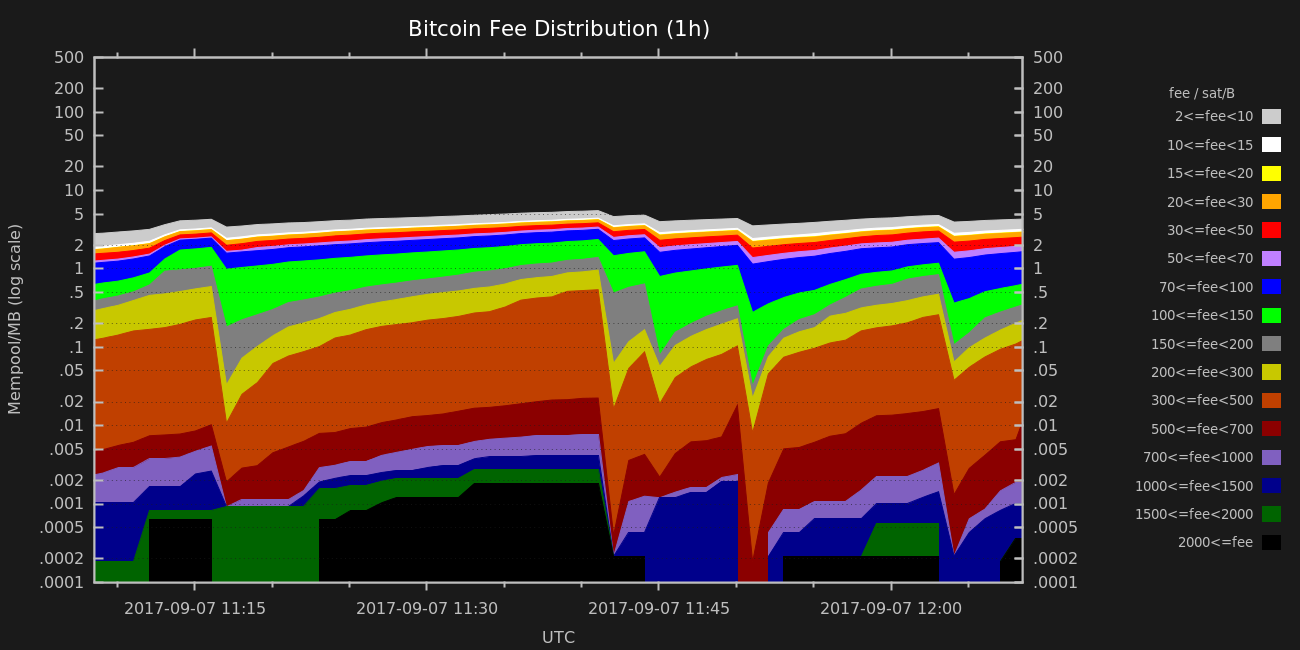 Bitcoin Fee Distribution (1h)
500 500
200 200
100 100
50 50
20 20
10 10
5 5
2 2
1 1
.5 .5
.2 .2
.1 .1
.05 .05
.02 .02
.01 .01
.005 .005
.002 .002
.001 .001
.0005 .0005
.0002 .0002
.0001 .0001
Mempool/MB (log scale)
2017-09-07 11:15 2017-09-07 11:30 2017-09-07 11:45 2017-09-07 12:00
UTC
fee / sat/B
2<=fee<10
10<=fee<15
15<=fee<20
20<=fee<30
30<=fee<50
50<=fee<70
70<=fee<100
100<=fee<150
150<=fee<200
200<=fee<300
300<=fee<500
500<=fee<700
700<=fee<1000
1000<=fee<1500
1500<=fee<2000
2000<=fee